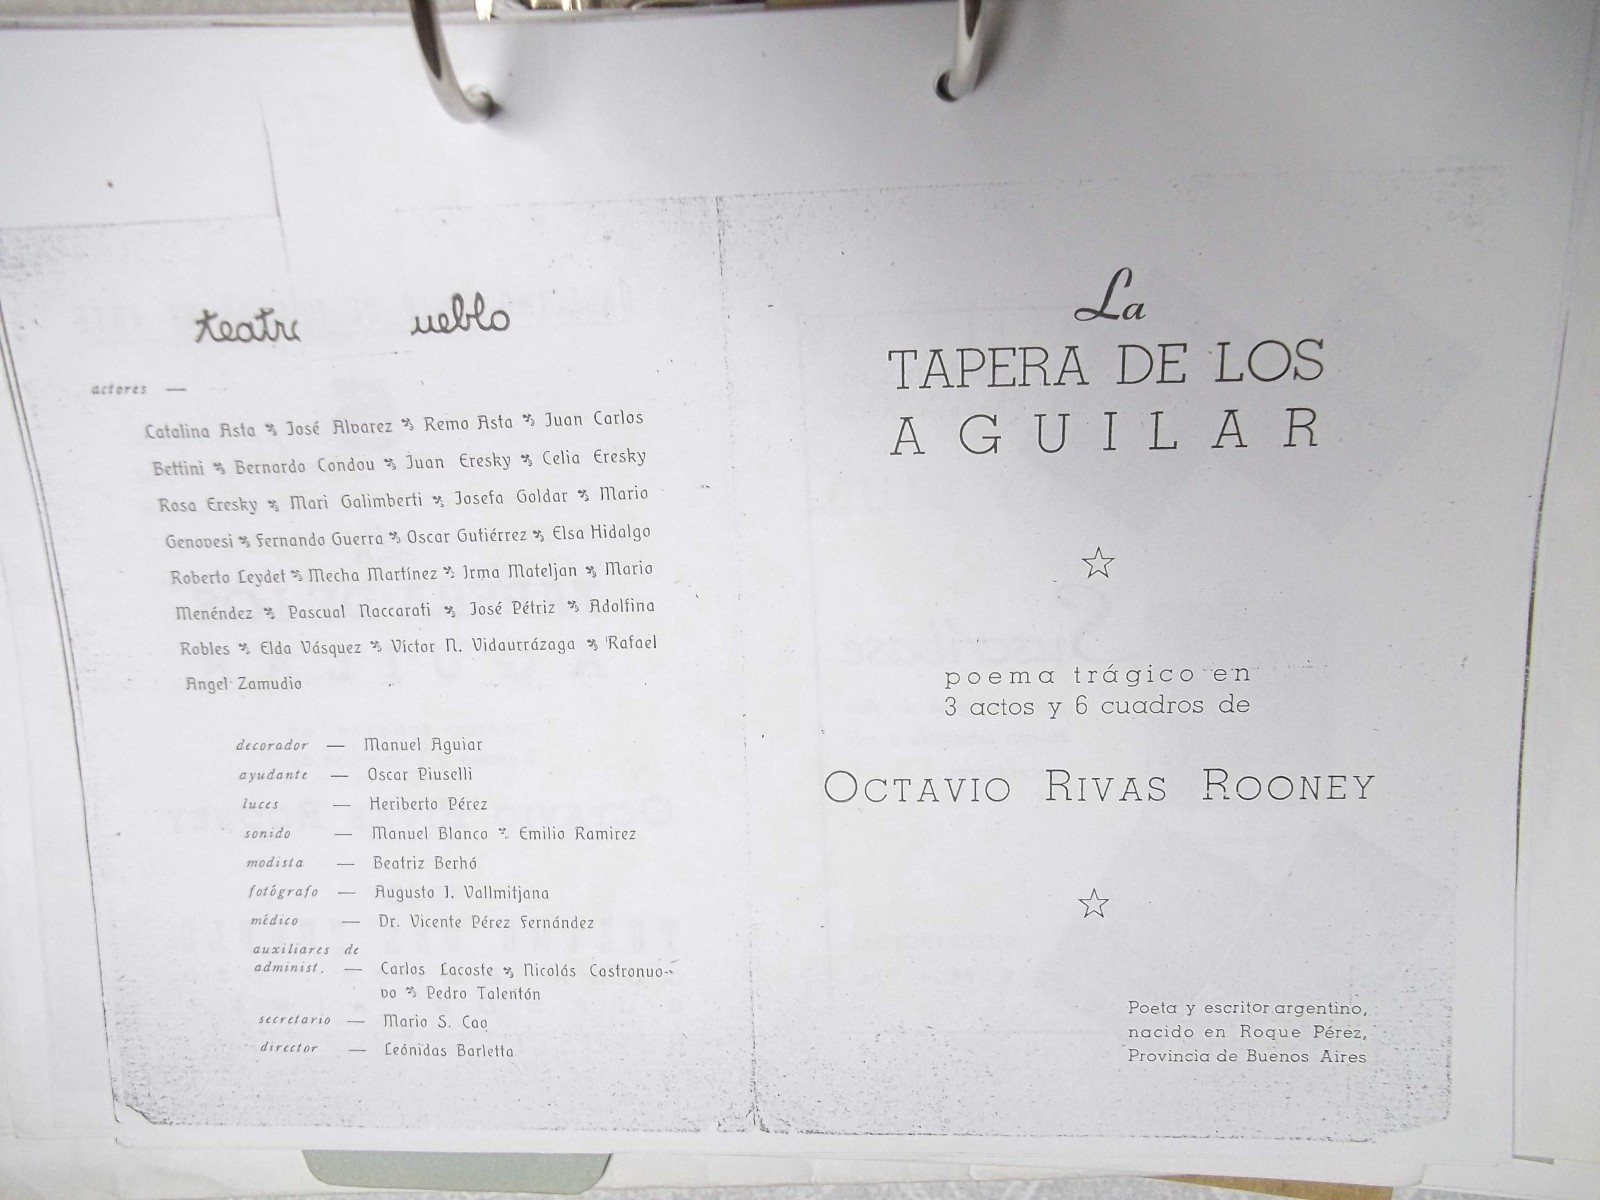 teatr ueblo
actores —
Catalina Asta José Alvarez Remo Asta Juan Carlos
Bettini Bernardo Condou Juan Eresky Celia Eresky
Rosa Eresky Mari Galimberti Josefa Goldar Mario
Genovesi Fernando Guerra Oscar Gutiérrez Elsa Hidalgo
Roberto Leydet Mecha Martínez Irma Mateljan Mario
Menéndez Pascual Naccarati José Pétriz Adolfina
Robles Elda Vásquez Víctor N. Vidaurrázaga Rafael
Angel Zamudio
decorador — Manuel Aguiar
ayudante — Oscar Piuselli
luces — Heriberto Pérez
sonido — Manuel Blanco Emilio Ramirez
modista — Beatriz Berhó
fotógrafo — Augusto J. Vallmitjana
médico — Dr. Vicente Pérez Fernández
auxiliares de
administ. — Carlos Lacoste Nicolás Castronuo-
vo Pedro Talentón
secretario — Mario S. Cao
director — Leónidas Barletta
La
TAPERA DE LOS
AGUILAR
poema trágico en
3 actos y 6 cuadros de
OCTAVIO RIVAS ROONEY
Poeta y escritor argentino,
nacido en Roque Pérez,
Provincia de Buenos Aires